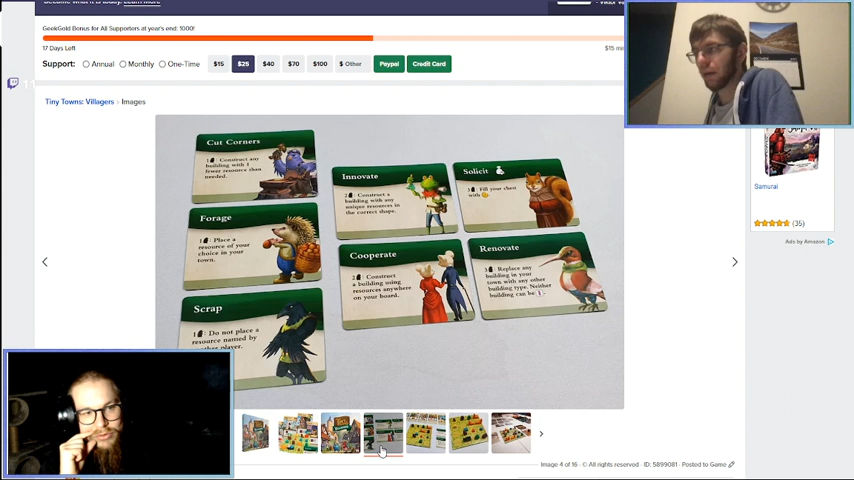 GeekGold Bonus for All Supporters at year's end: 1000!
17 Days Left
Support: Annual Monthly One-Time $15 $25 $40 $70 $100 $ Other Paypal Credit Card
Tiny Towns: Villagers › Images
Cut Corners
: Construct any
building with 1
fewer resource than
needed.
Innovate
: Construct a
building with any
unique resources in
the correct shape.
Solicit
: Fill your chest
with
Forage
: Place a
resource of your
choice in your
town.
Cooperate
: Construct
a building using
resources anywhere
on your board.
Renovate
: Replace any
building in your
town with any other
building type. Neither
building can be
Scrap
: Do not place a
resource named by
player.
Samurai
(35)
Ads by Amazon
Image 4 of 16 © All rights reserved · ID: 5899081 · Posted to Game